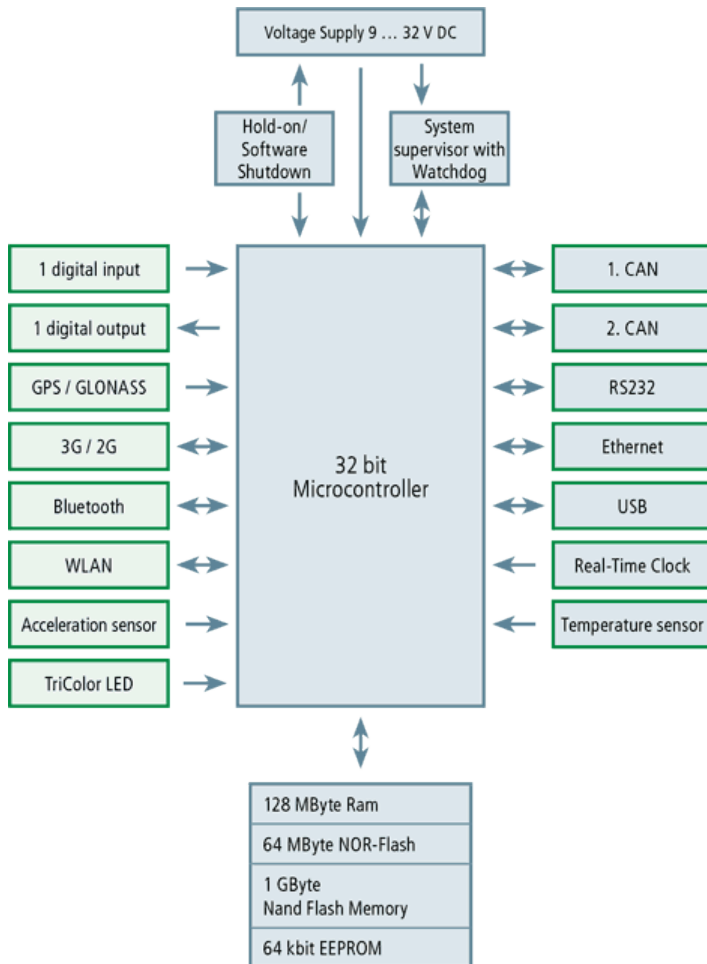 Voltage Supply 9 ... 32 V DC
Hold-on/
Software
Shutdown
System
supervisor with
Watchdog
1 digital input
1 digital output
GPS / GLONASS
3G / 2G
Bluetooth
WLAN
Acceleration sensor
TriColor LED
32 bit
Microcontroller
1. CAN
2. CAN
RS232
Ethernet
USB
Real-Time Clock
Temperature sensor
128 MByte Ram
64 MByte NOR-Flash
1 GByte
Nand Flash Memory
64 kbit EEPROM